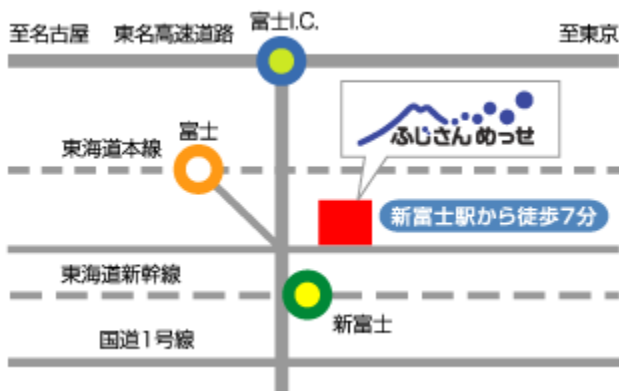 至名古屋 東名高速道路 富士I.C. 至東京
ふじさんめっせ
富士
東海道本線
新富士駅から徒歩7分
東海道新幹線
新富士
国道1号線